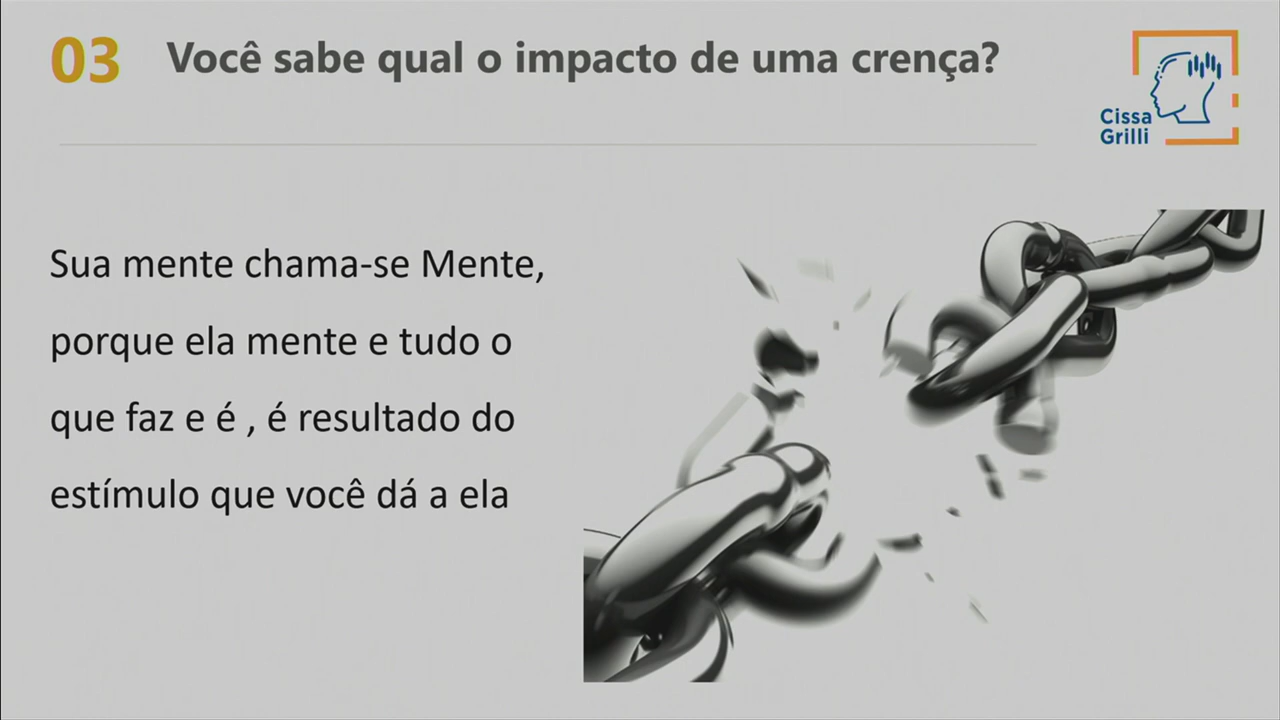 03 Você sabe qual o impacto de uma crença?
Cissa
Grilli
Sua mente chama-se Mente,
porque ela mente e tudo o
que faz e é , é resultado do
estímulo que você dá a ela